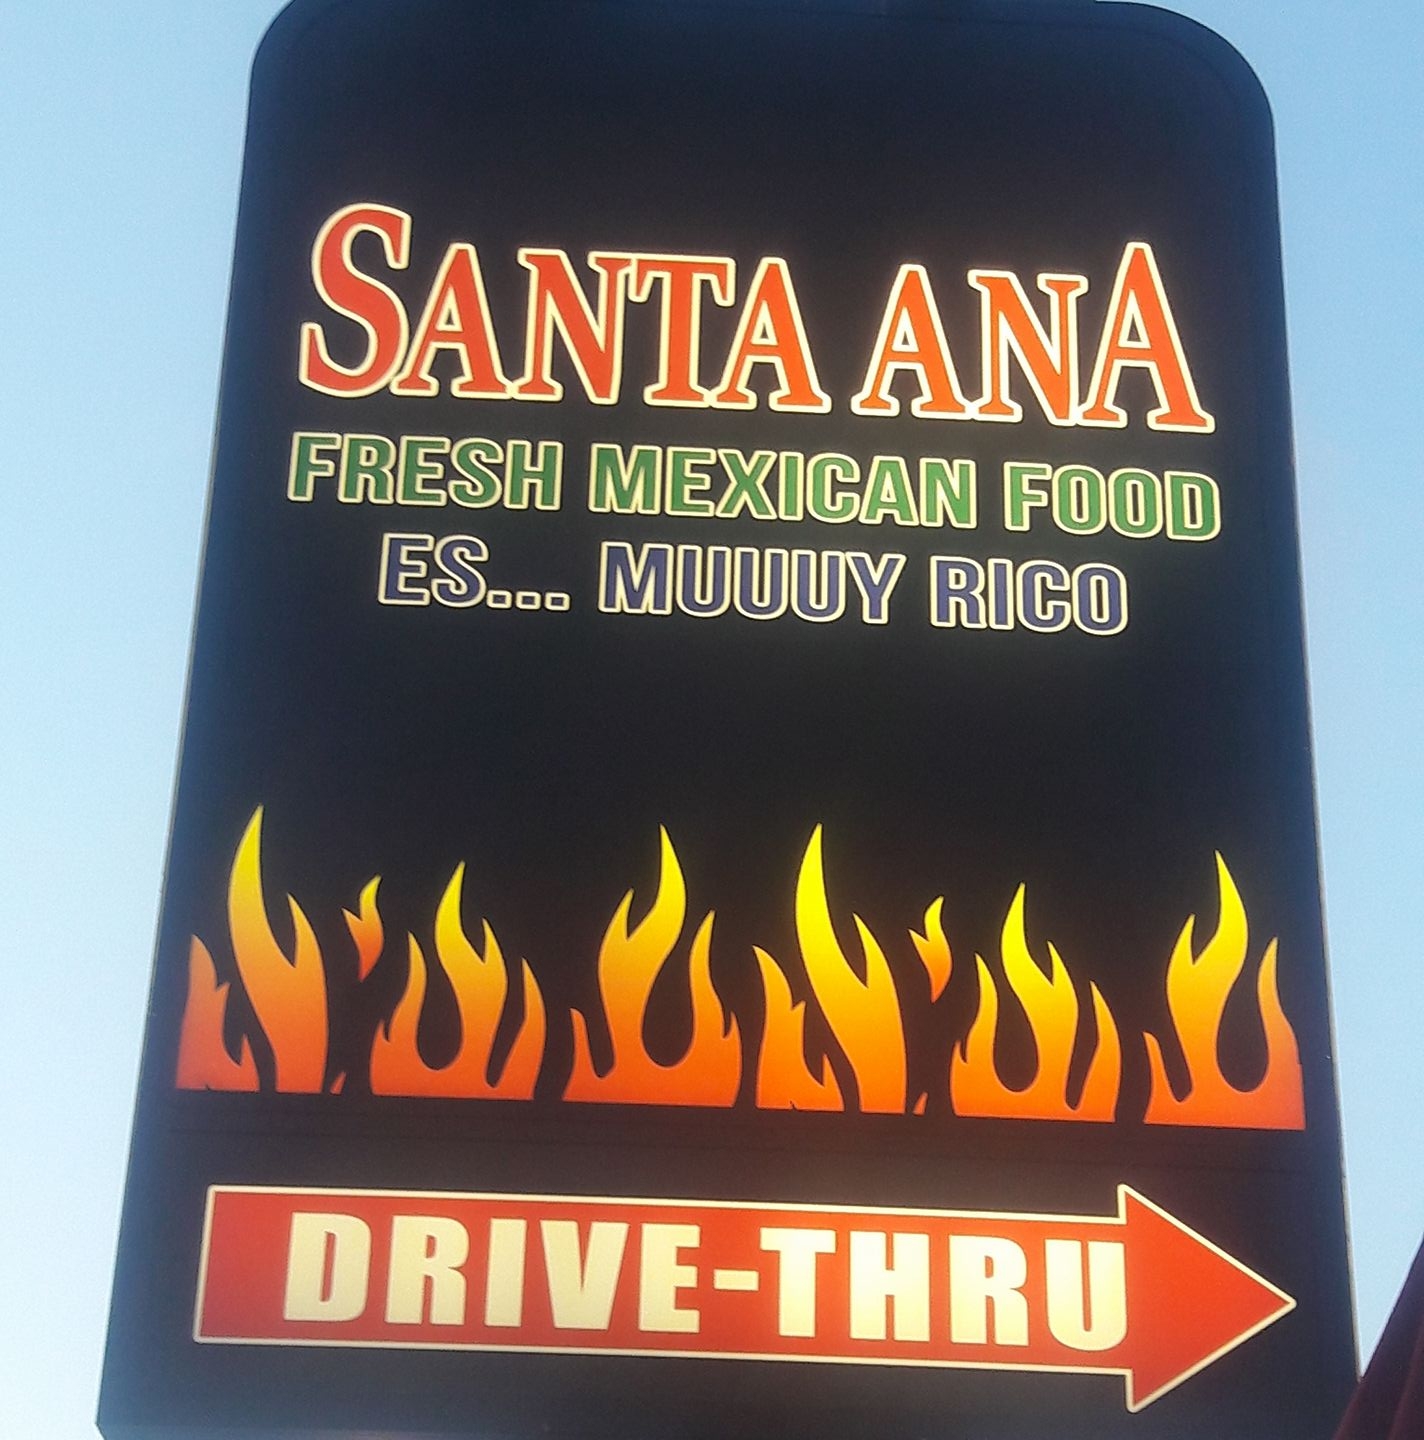 SANTA ANA
FRESH MEXICAN FOOD
ES... MUUUY RICO
DRIVE-THRU